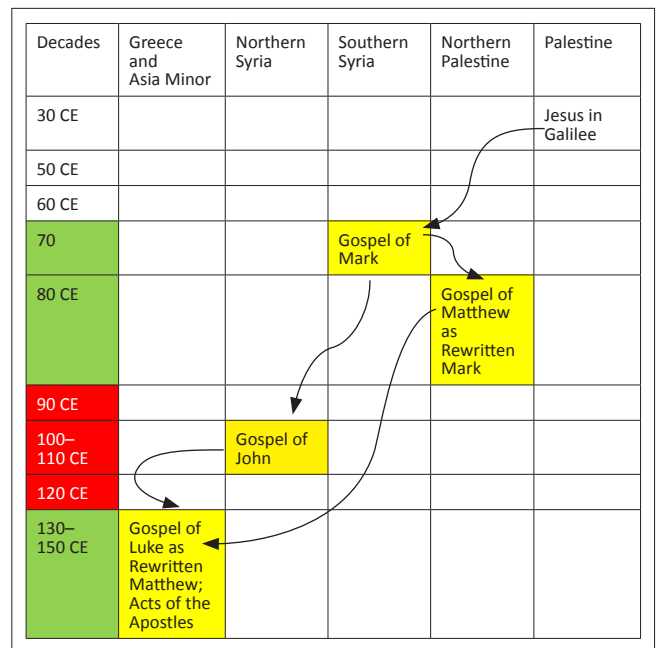 Decades
Greece
and
Asia Minor
Northern
Syria
Southern
Syria
Northern
Palestine
Palestine
30 CE
Jesus in
Galilee
50 CE
60 CE
70
Gospel of
Mark
80 CE
Gospel of
Matthew
as
Rewritten
Mark
90 CE
100–
110 CE
Gospel of
John
120 CE
130–
150 CE
Gospel of
Luke as
Rewritten
Matthew;
Acts of the
Apostles